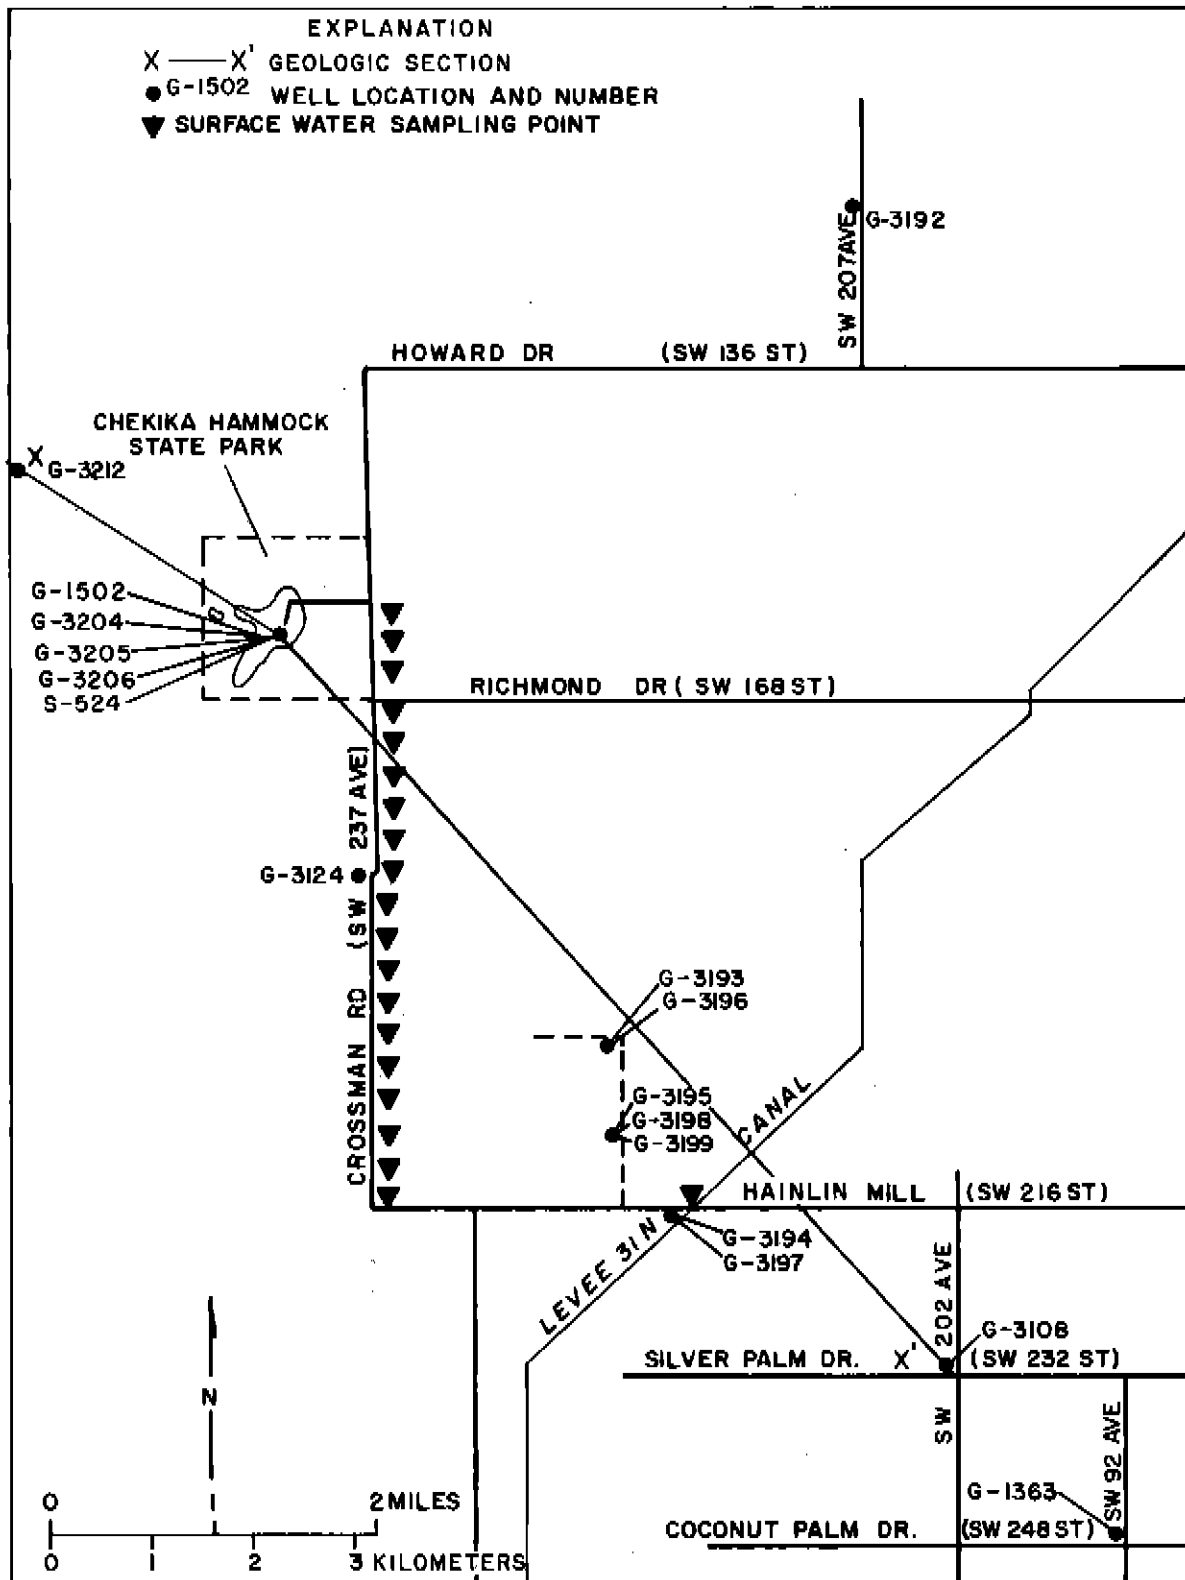 EXPLANATION
X — X' GEOLOGIC SECTION
G-1502 WELL LOCATION AND NUMBER
SURFACE WATER SAMPLING POINT
G-3192
SW 207AVE
HOWARD DR (SW 136 ST)
CHEKIKA HAMMOCK
STATE PARK
X
G-3212
G-1502
G-3204
G-3205
G-3206
S-524
RICHMOND DR ( SW 168 ST)
CROSSMAN RD (SW 237 AVE)
G-3124
G-3193
G-3196
G-3195
G-3198
G-3199
LEVEE 31 N CANAL
HAINLIN MILL (SW 216 ST)
G-3194
G-3197
SW 202 AVE
G-3108
SILVER PALM DR. X' (SW 232 ST)
SW 92 AVE
G-1363
COCONUT PALM DR. (SW 248 ST)
N
0 1 2 MILES
0 1 2 3 KILOMETERS